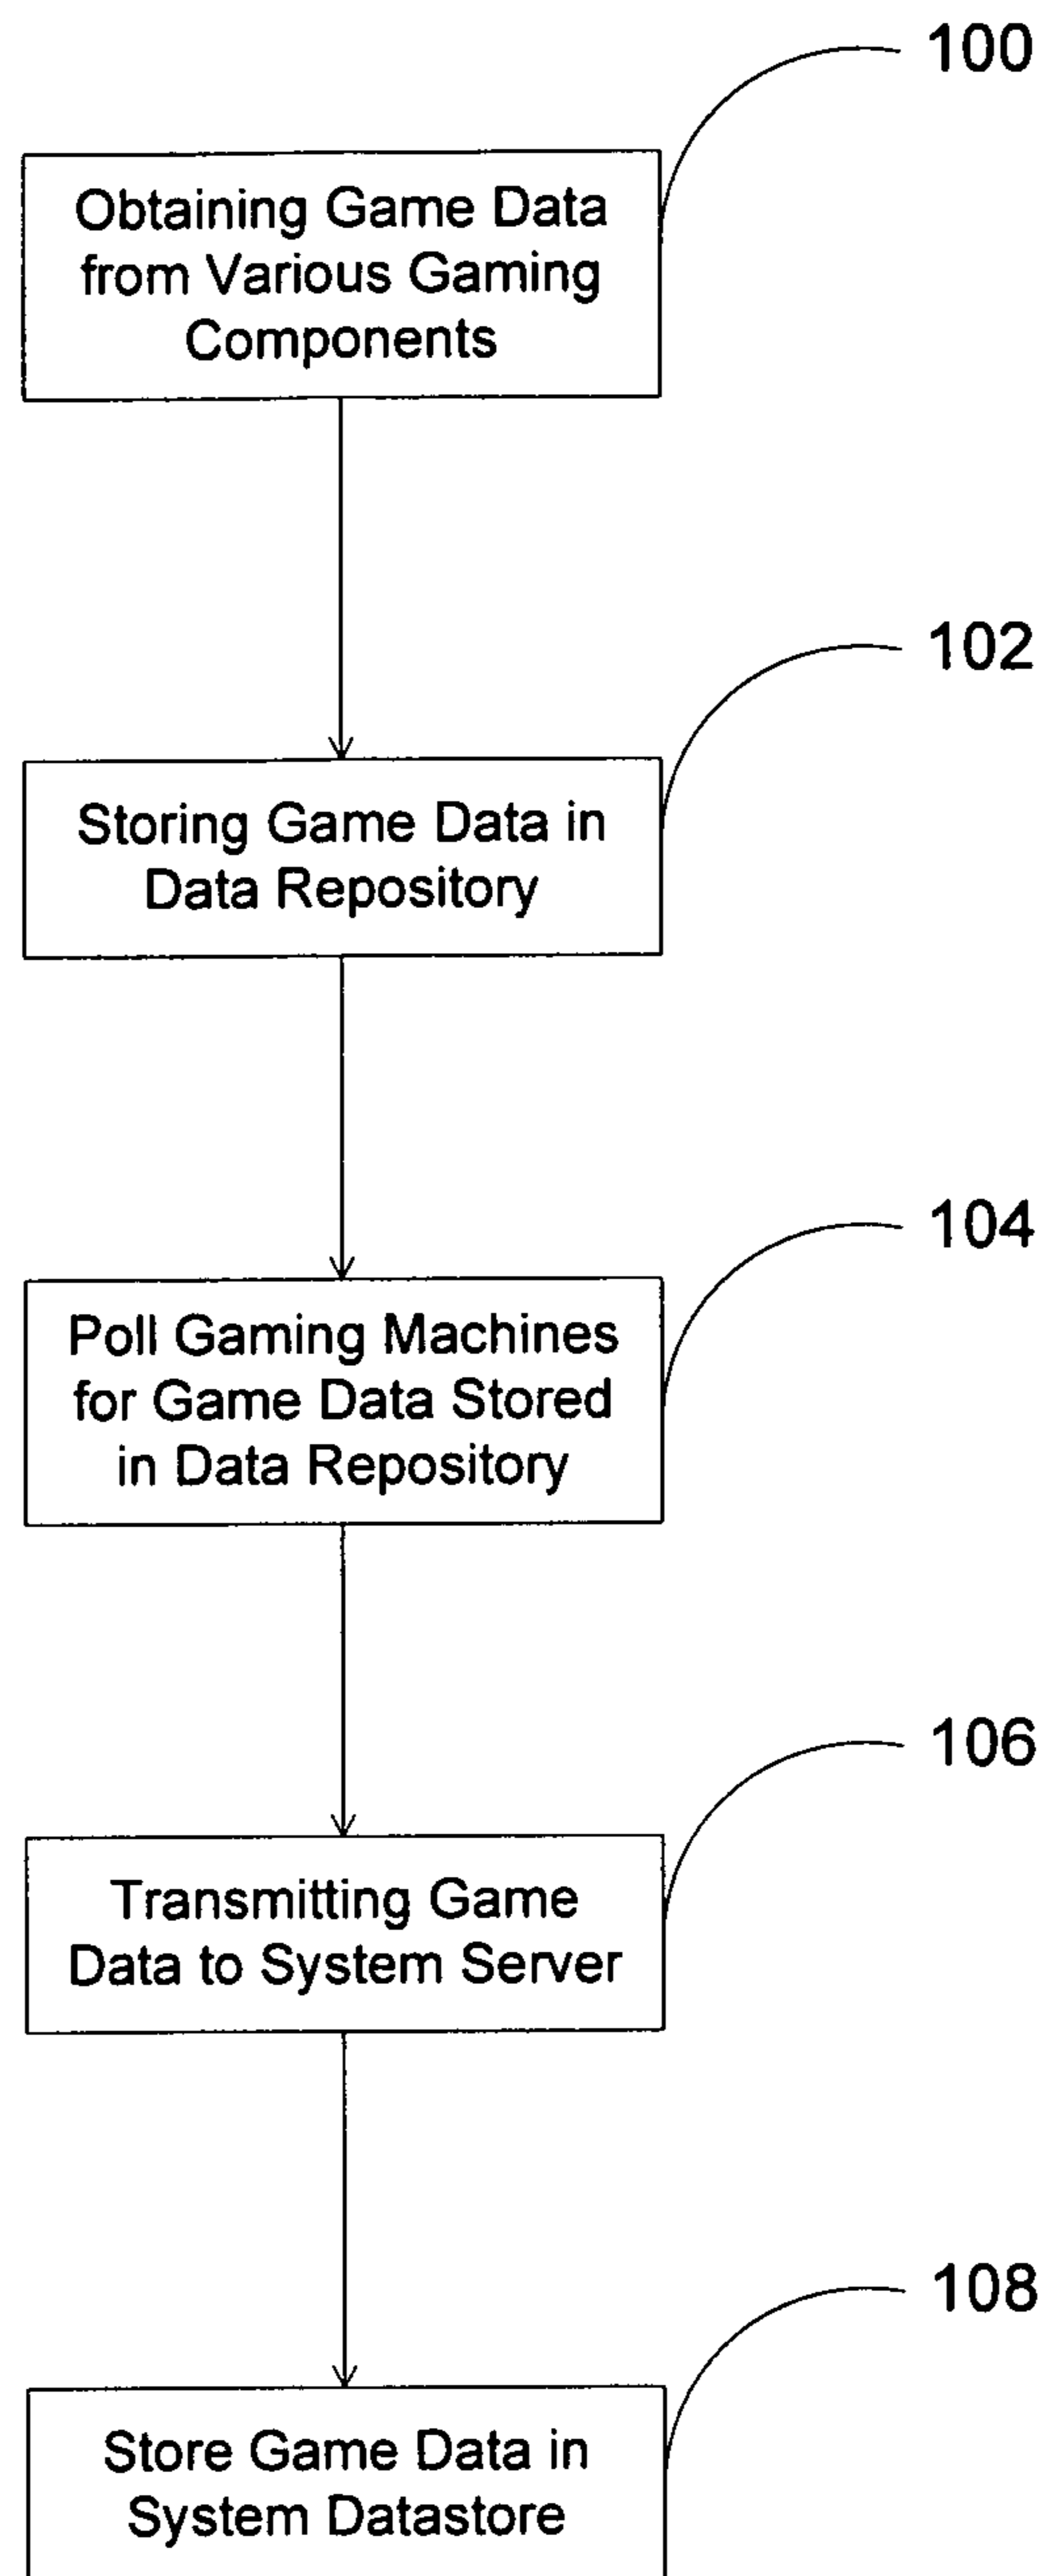 100
Obtaining Game Data
from Various Gaming
Components
102
Storing Game Data in
Data Repository
104
Poll Gaming Machines
for Game Data Stored
in Data Repository
106
Transmitting Game
Data to System Server
108
Store Game Data in
System Datastore